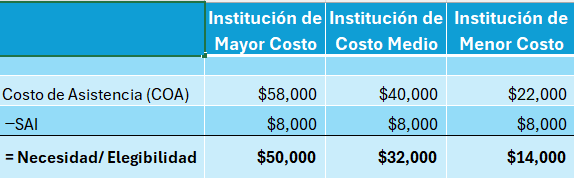 Institución de Institución de Institución de
Mayor Costo Costo Medio Menor Costo
Costo de Asistencia (COA) $58,000 $40,000 $22,000
−SAI $8,000 $8,000 $8,000
= Necesidad/ Elegibilidad $50,000 $32,000 $14,000